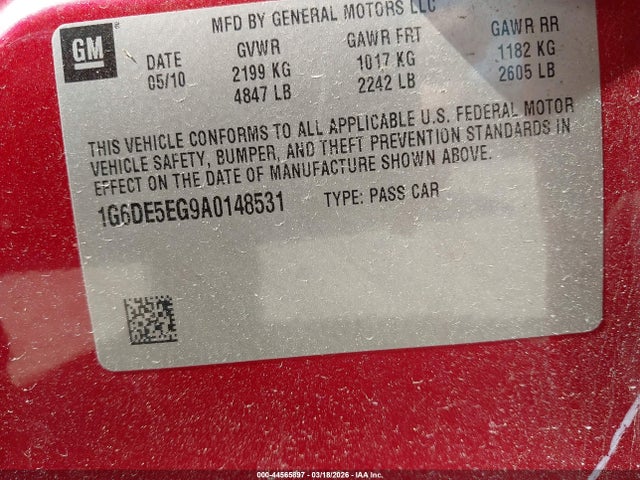 MFD BY GENERAL MOTORS LLC
GM
DATE GVWR GAWR FRT GAWR RR
05/10 2199 KG 1017 KG 1182 KG
4847 LB 2242 LB 2605 LB
THIS VEHICLE CONFORMS TO ALL APPLICABLE U.S. FEDERAL MOTOR
VEHICLE SAFETY, BUMPER, AND THEFT PREVENTION STANDARDS IN
EFFECT ON THE DATE OF MANUFACTURE SHOWN ABOVE.
1G6DE5EG9A0148531 TYPE: PASS CAR
000-44565897 - 03/18/2026 - IAA Inc.